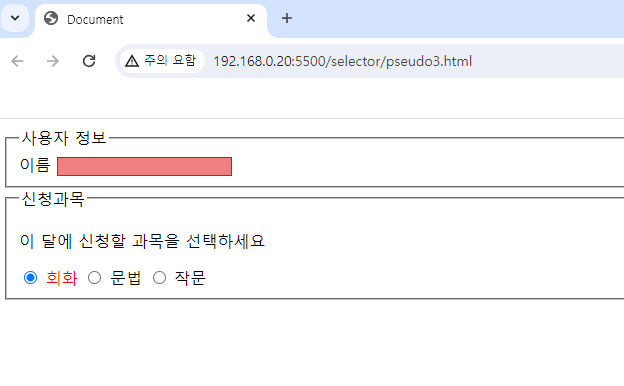 Document
주의 요함 192.168.0.20:5500/selector/pseudo3.html
사용자 정보
이름
신청과목
이 달에 신청할 과목을 선택하세요
회화 문법 작문